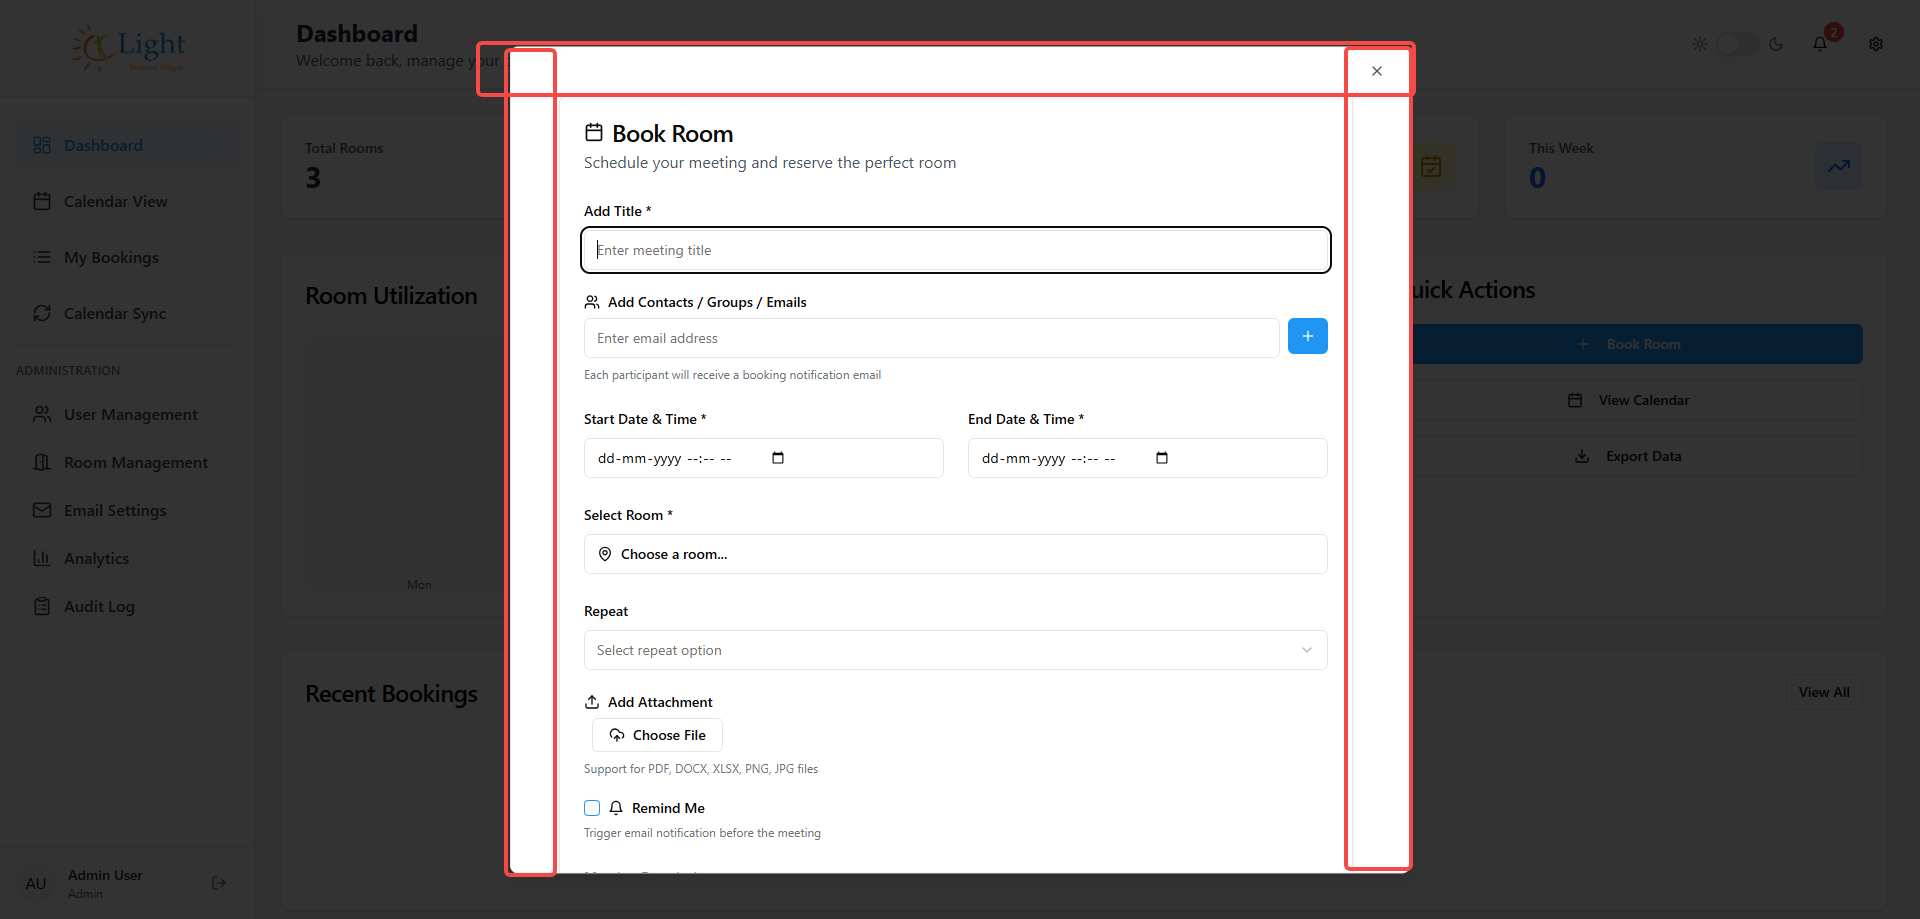 Light
Dashboard
Welcome back, manage your
2
Dashboard
Calendar View
My Bookings
Calendar Sync
ADMINISTRATION
User Management
Room Management
Email Settings
Analytics
Audit Log
AU
Admin User
Admin
Total Rooms
3
This Week
0
Room Utilization
Mon
uick Actions
Book Room
View Calendar
Export Data
Recent Bookings
View All
Book Room
Schedule your meeting and reserve the perfect room
Add Title *
Enter meeting title
Add Contacts / Groups / Emails
Enter email address
Each participant will receive a booking notification email
Start Date & Time *
End Date & Time *
dd-mm-yyyy --:-- --
dd-mm-yyyy --:-- --
Select Room *
Choose a room...
Repeat
Select repeat option
Add Attachment
Choose File
Support for PDF, DOCX, XLSX, PNG, JPG files
Remind Me
Trigger email notification before the meeting